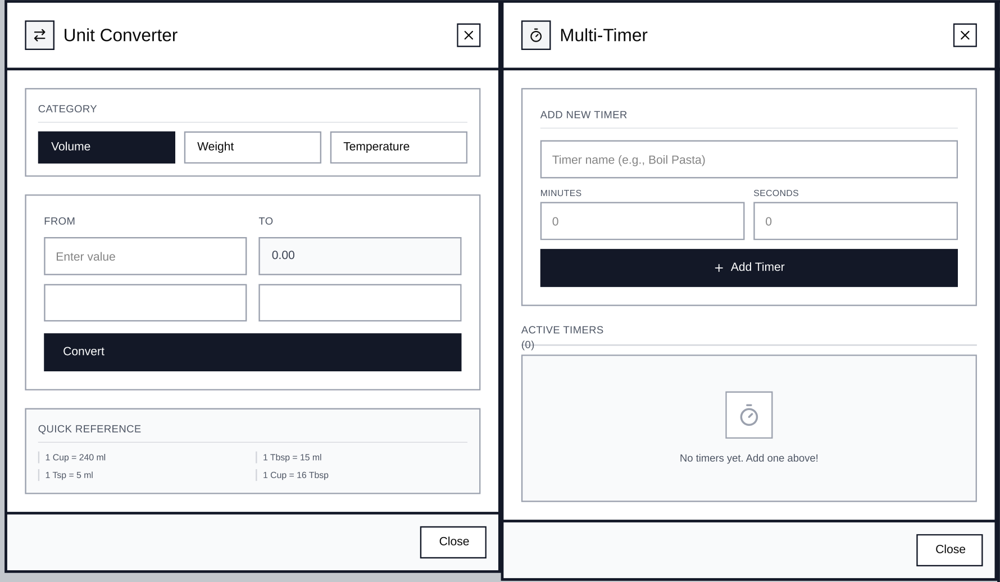 Unit Converter
CATEGORY
Volume
Weight
Temperature
FROM
TO
Enter value
0.00
Convert
QUICK REFERENCE
1 Cup = 240 ml
1 Tbsp = 15 ml
1 Tsp = 5 ml
1 Cup = 16 Tbsp
Close
Multi-Timer
ADD NEW TIMER
Timer name (e.g., Boil Pasta)
MINUTES
SECONDS
0
0
+ Add Timer
ACTIVE TIMERS
(0)
No timers yet. Add one above!
Close